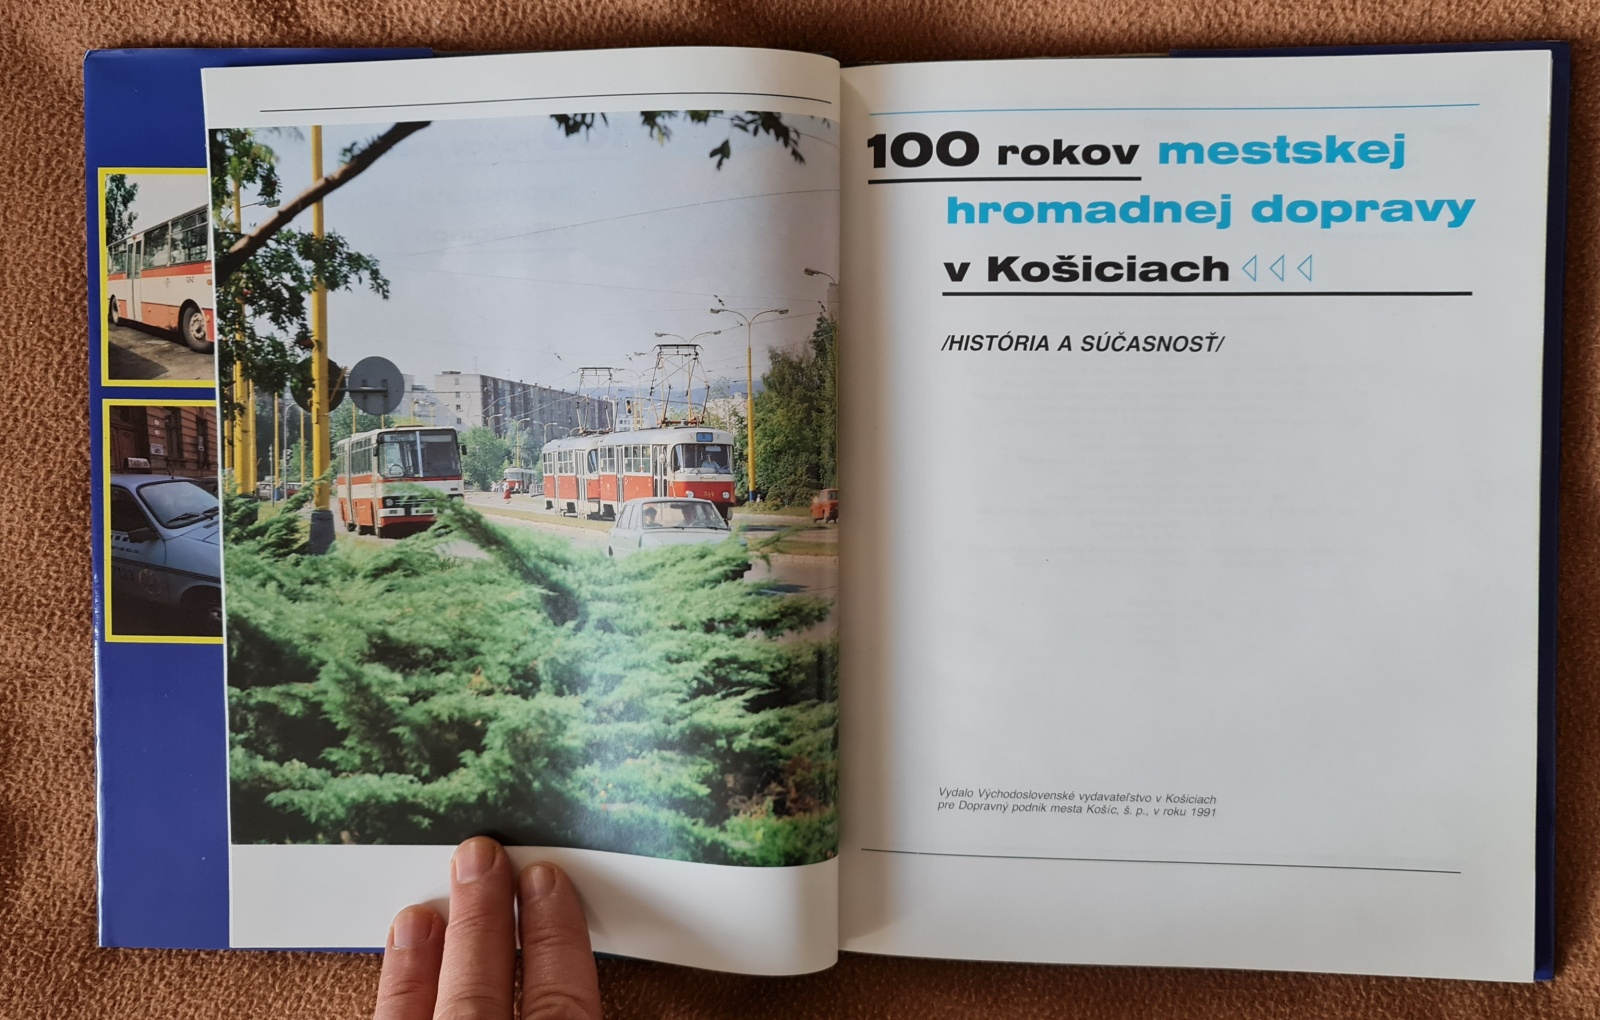 100 rokov mestskej
hromadnej dopravy
v Košiciach
/HISTÓRIA A SÚČASNOSŤ/
Vydalo Východoslovenské vydavateľstvo v Košiciach
pre Dopravný podnik mesta Košíc, š. p., v roku 1991